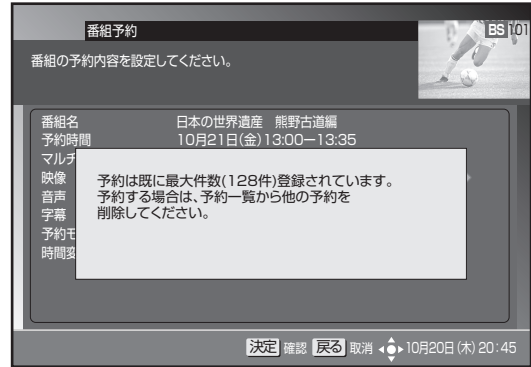 番組予約
BS101
番組の予約内容を設定してください。
番組名 日本の世界遺産 熊野古道編
予約時間 10月21日(金)13:00ー13:35
マルチ
映像
音声
字幕
予約モ
時間変
予約は既に最大件数(128件)登録されています。
予約する場合は、予約一覧から他の予約を
削除してください。
決定 確認 戻る 取消 10月20日(木)20:45